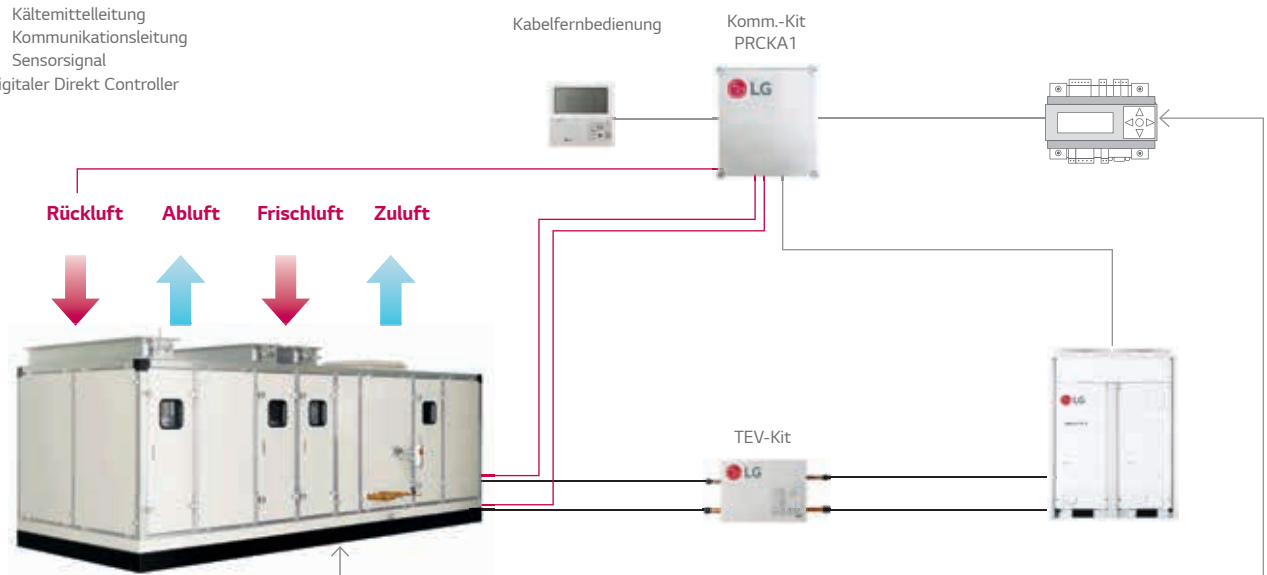 Kältemittelleitung
Kommunikationsleitung
Sensorsignal
igitaler Direkt Controller
Kabelfernbedienung
Komm.-Kit
PRCKA1
LG
Rückluft Abluft Frischluft Zuluft
TEV-Kit
LG
LG